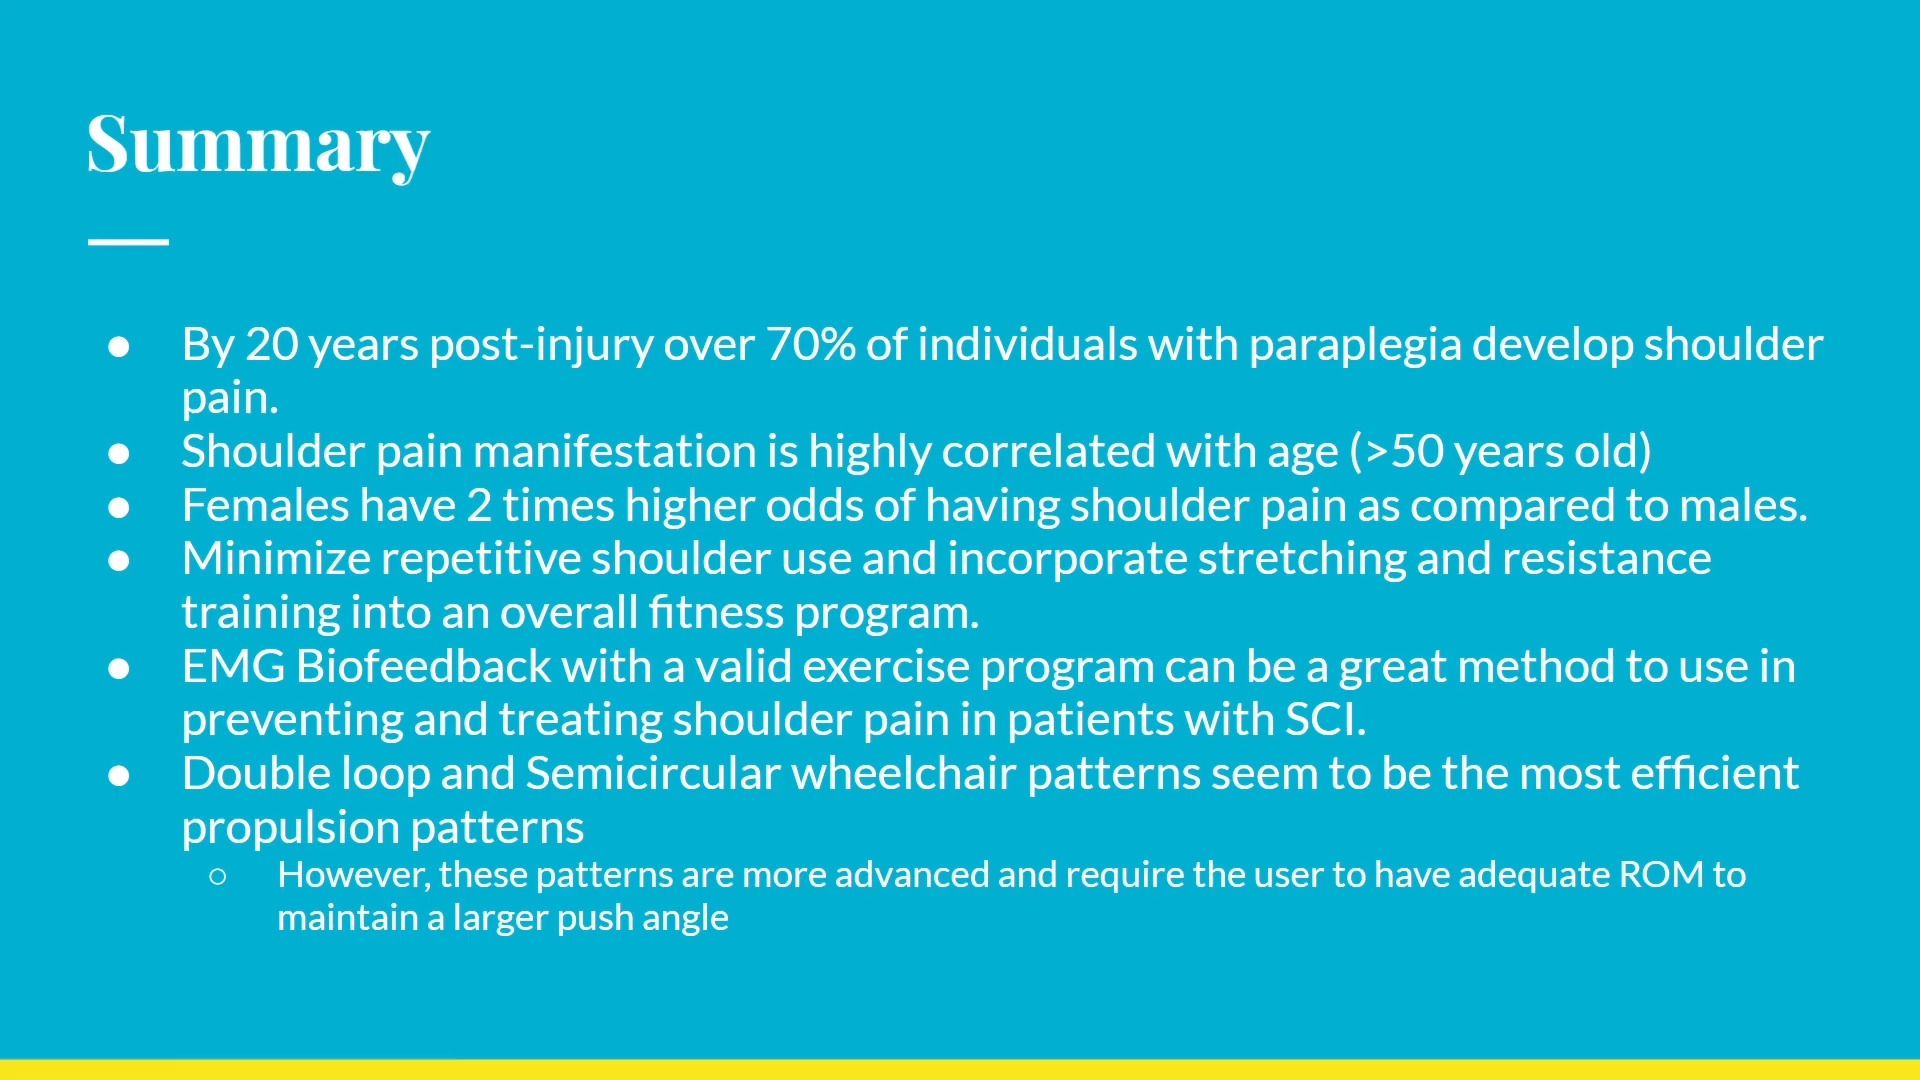 Summary
● By 20 years post-injury over 70% of individuals with paraplegia develop shoulder
pain.
● Shoulder pain manifestation is highly correlated with age (>50 years old)
● Females have 2 times higher odds of having shoulder pain as compared to males.
● Minimize repetitive shoulder use and incorporate stretching and resistance
training into an overall fitness program.
● EMG Biofeedback with a valid exercise program can be a great method to use in
preventing and treating shoulder pain in patients with SCI.
● Double loop and Semicircular wheelchair patterns seem to be the most efficient
propulsion patterns
○ However, these patterns are more advanced and require the user to have adequate ROM to
maintain a larger push angle